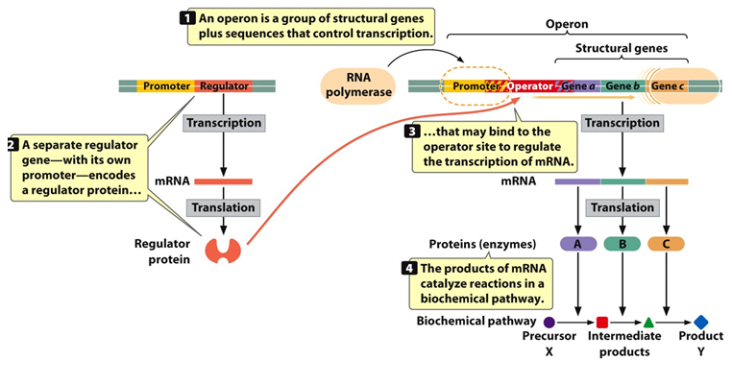 1 An operon is a group of structural genes
plus sequences that control transcription.
Operon
Structural genes
RNA
polymerase
Promoter Regulator
Promoter Operator Gene a Gene b Gene c
Transcription
2 A separate regulator
gene—with its own
promoter—encodes
a regulator protein...
3 ...that may bind to the
operator site to regulate
the transcription of mRNA.
Transcription
mRNA
mRNA
Translation
Translation
Regulator
protein
Proteins (enzymes) A B C
4 The products of mRNA
catalyze reactions in a
biochemical pathway.
Biochemical pathway
Precursor Intermediate Product
X products Y